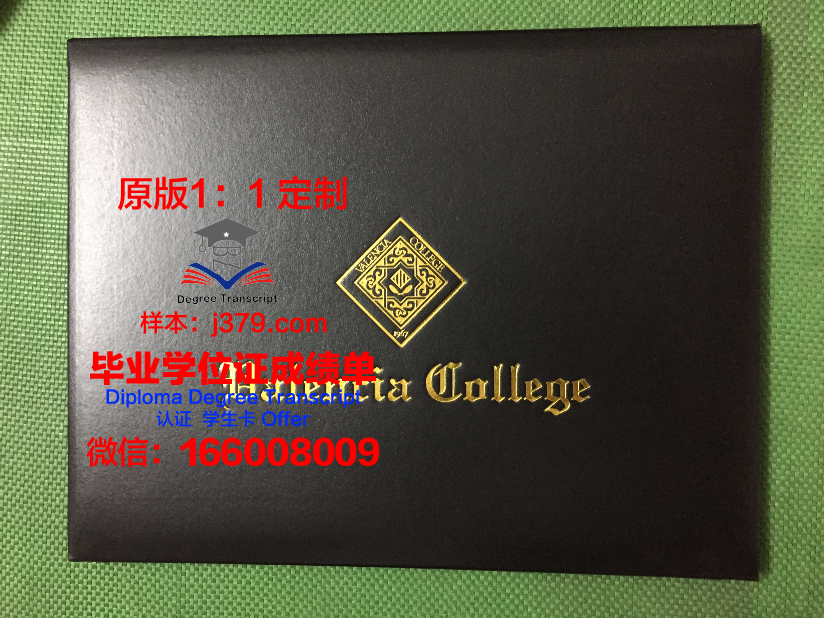 原版1：1 定制
VALENCIA COLLEGE
Degree Transcript
1967
样本：j379.com
毕业学位证成绩单
Valencia College
Diploma Degree Transcript
认证 学生卡 Offer
微信：166008009